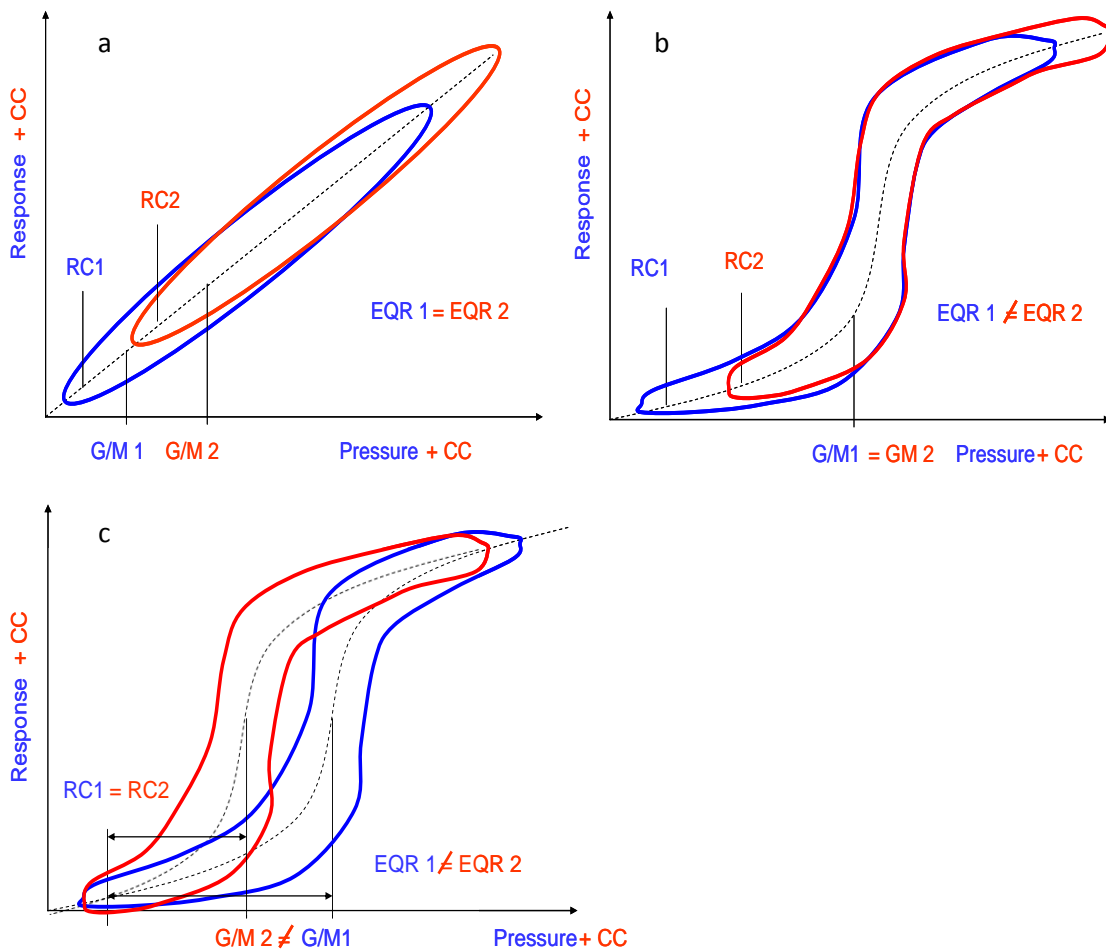 a
Response + CC
RC2
RC1
EQR 1 = EQR 2
G/M 1 G/M 2 Pressure + CC
b
Response + CC
RC1 RC2
EQR 1 ≠ EQR 2
G/M1 = GM 2 Pressure + CC
c
Response + CC
RC1 = RC2
EQR 1 ≠ EQR 2
G/M 2 ≠ G/M1 Pressure + CC